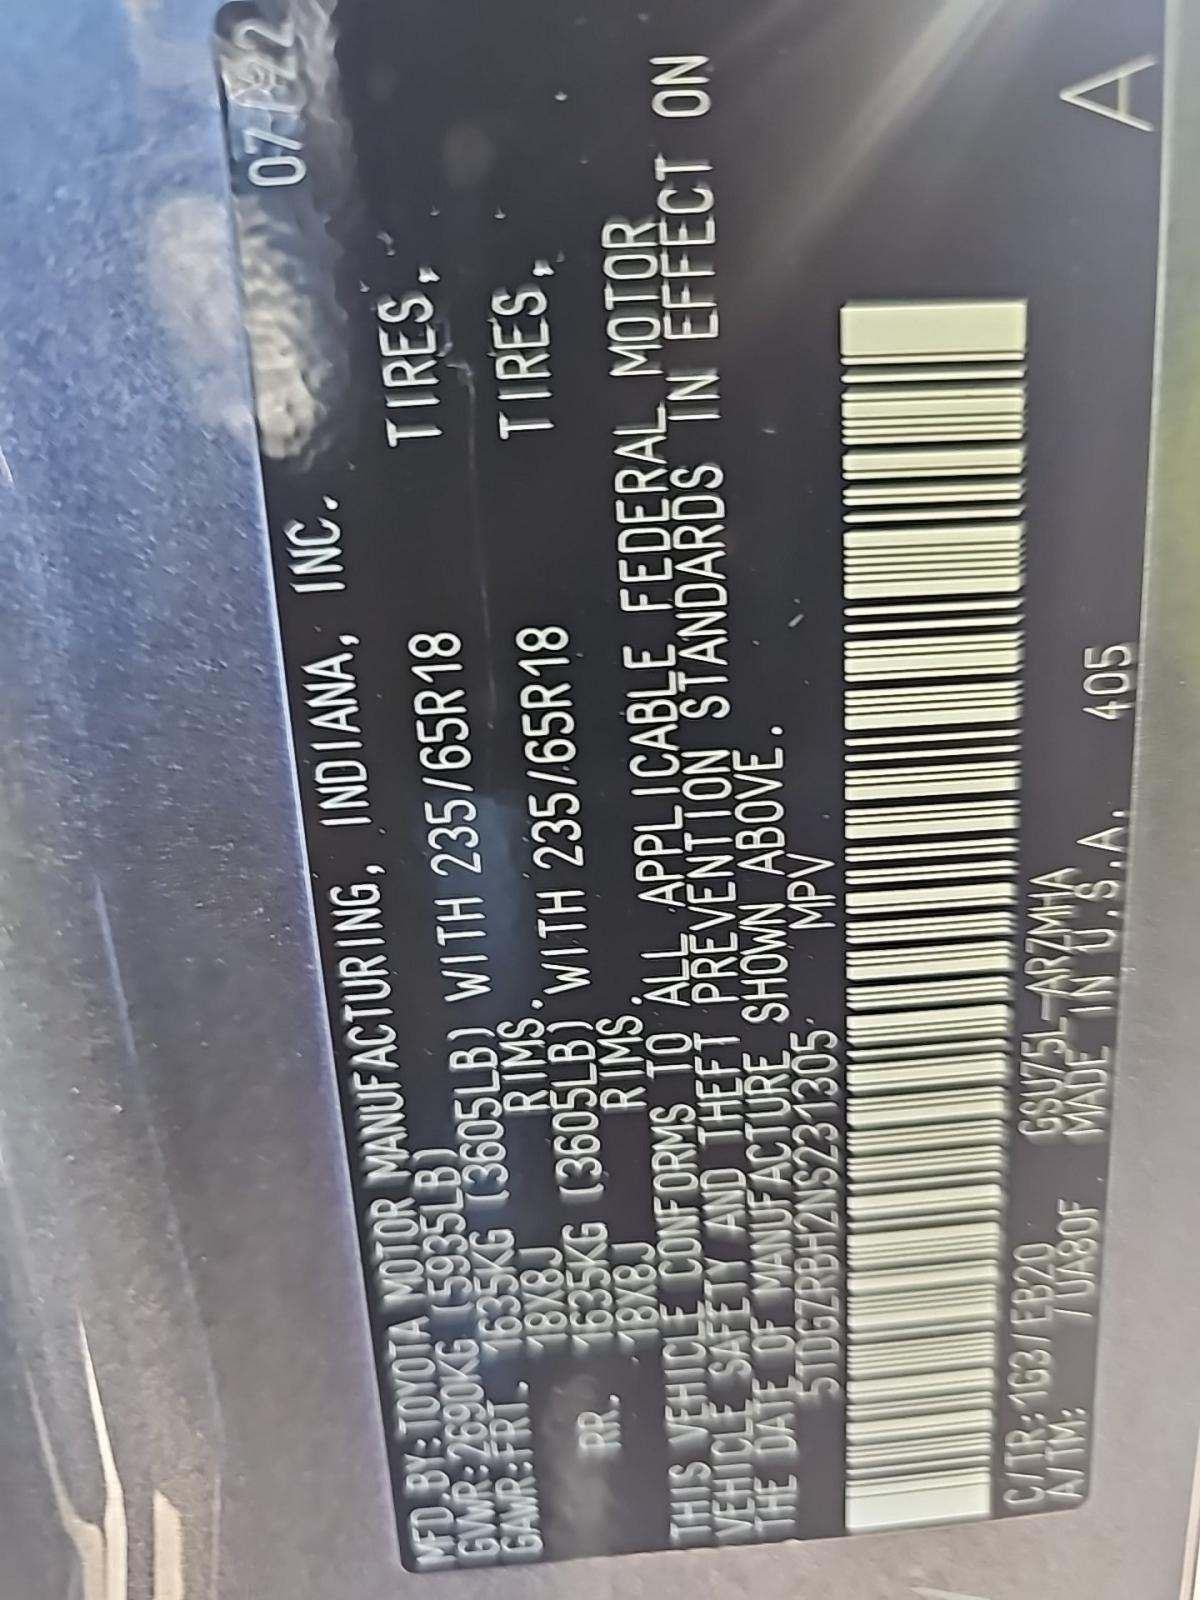 MFD.BY:TOYOTA MOTOR MANUFACTURING, INDIANA, INC. 07/22
GVWR:2690KG (5935LB)
GAWR:FRT. 1635KG (3605LB) WITH 235/65R18 TIRES,
18X8J RIMS.
RR. 1635KG (3605LB) WITH 235/65R18 TIRES,
18X8J RIMS.
THIS VEHICLE CONFORMS TO ALL APPLICABLE FEDERAL MOTOR
VEHICLE SAFETY AND THEFT PREVENTION STANDARDS IN EFFECT ON
THE DATE OF MANUFACTURE SHOWN ABOVE.
5TDGZRBH2NS231305 MPV
C/TR:1G3/EB20 GSU75L-ARZMHA
A/TM: /UA80F MADE IN U.S.A. 405 A